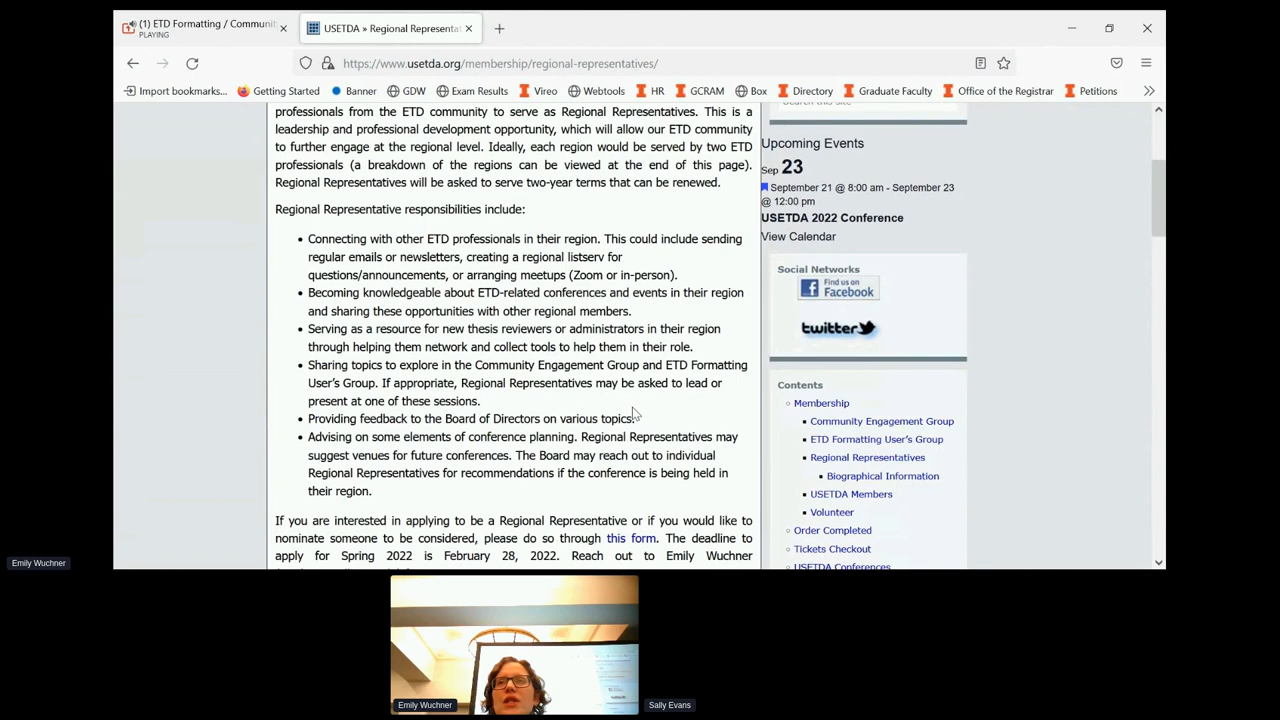 (1) ETD Formatting / Communit
PLAYING
USETDA » Regional Representat
https://www.usetda.org/membership/regional-representatives/
Import bookmarks...
Getting Started
Banner
GDW
Exam Results
Vireo
Webtools
HR
GCRAM
Box
Directory
Graduate Faculty
Office of the Registrar
Petitions
professionals from the ETD community to serve as Regional Representatives. This is a
leadership and professional development opportunity, which will allow our ETD community
to further engage at the regional level. Ideally, each region would be served by two ETD
professionals (a breakdown of the regions can be viewed at the end of this page).
Regional Representatives will be asked to serve two-year terms that can be renewed.
Regional Representative responsibilities include:
Connecting with other ETD professionals in their region. This could include sending
regular emails or newsletters, creating a regional listserv for
questions/announcements, or arranging meetups (Zoom or in-person).
Becoming knowledgeable about ETD-related conferences and events in their region
and sharing these opportunities with other regional members.
Serving as a resource for new thesis reviewers or administrators in their region
through helping them network and collect tools to help them in their role.
Sharing topics to explore in the Community Engagement Group and ETD Formatting
User's Group. If appropriate, Regional Representatives may be asked to lead or
present at one of these sessions.
Providing feedback to the Board of Directors on various topics.
Advising on some elements of conference planning. Regional Representatives may
suggest venues for future conferences. The Board may reach out to individual
Regional Representatives for recommendations if the conference is being held in
their region.
If you are interested in applying to be a Regional Representative or if you would like to
nominate someone to be considered, please do so through this form. The deadline to
apply for Spring 2022 is February 28, 2022. Reach out to Emily Wuchner
Search this site
Upcoming Events
Sep 23
September 21 @ 8:00 am - September 23
@ 12:00 pm
USETDA 2022 Conference
View Calendar
Social Networks
Find us on
Facebook
twitter
Contents
Membership
Community Engagement Group
ETD Formatting User's Group
Regional Representatives
Biographical Information
USETDA Members
Volunteer
Order Completed
Tickets Checkout
USETDA Conferences
Emily Wuchner
Emily Wuchner
Sally Evans